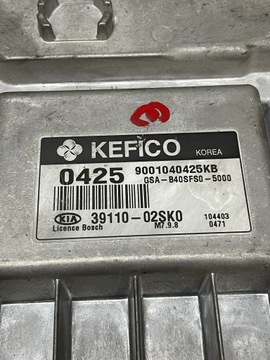 KEFICO KOREA
0425 9001040425KB
GSA-B40SFS0-5000
KIA 39110-02SK0 104403
Licence Bosch M7.9.8 0471